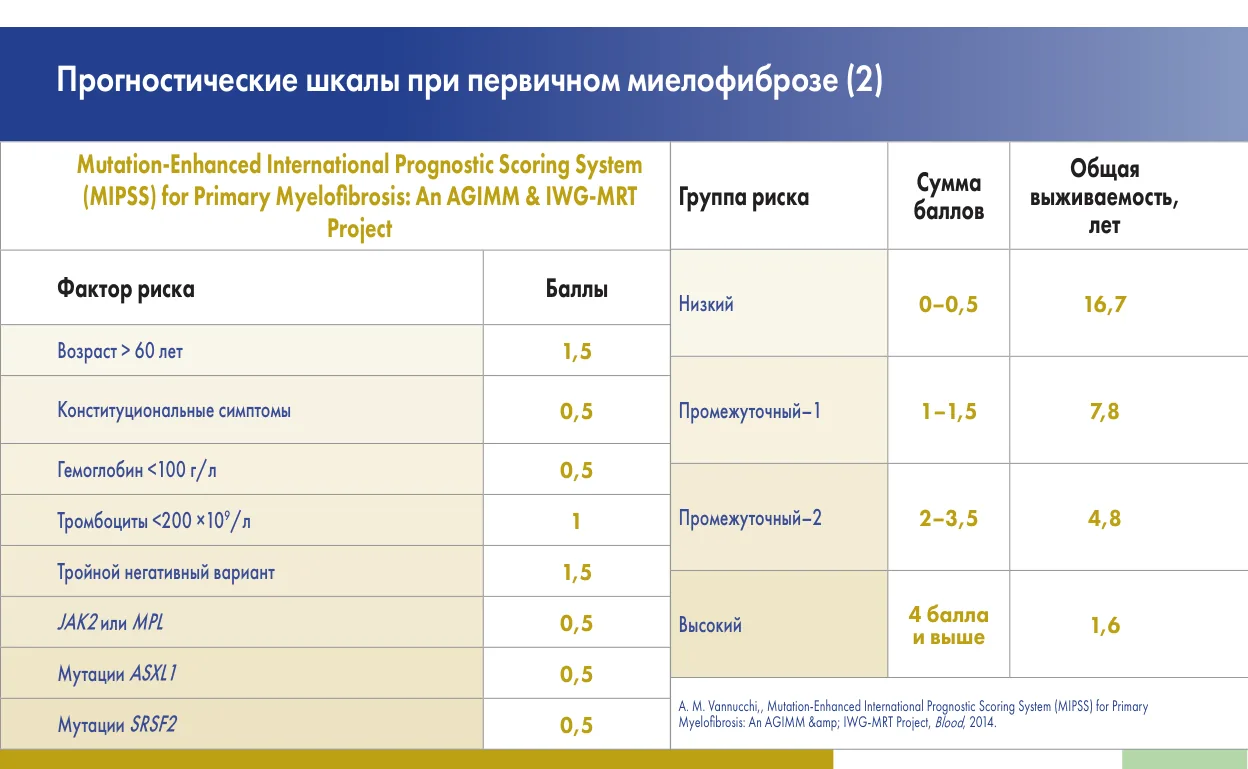 Прогностические шкалы при первичном миелофиброзе (2)
Mutation-Enhanced International Prognostic Scoring System
(MIPSS) for Primary Myelofibrosis: An AGIMM & IWG-MRT
Project
Фактор риска
Баллы
Возраст > 60 лет
1,5
Конституциональные симптомы
0,5
Гемоглобин <100 г/л
0,5
Тромбоциты <200 ×10⁹/л
1
Тройной негативный вариант
1,5
JAK2 или MPL
0,5
Мутации ASXL1
0,5
Мутации SRSF2
0,5
Группа риска
Сумма
баллов
Общая
выживаемость,
лет
Низкий
0–0,5
16,7
Промежуточный–1
1–1,5
7,8
Промежуточный–2
2–3,5
4,8
Высокий
4 балла
и выше
1,6
A. M. Vannucchi,, Mutation-Enhanced International Prognostic Scoring System (MIPSS) for Primary
Myelofibrosis: An AGIMM &amp; IWG-MRT Project, Blood, 2014.